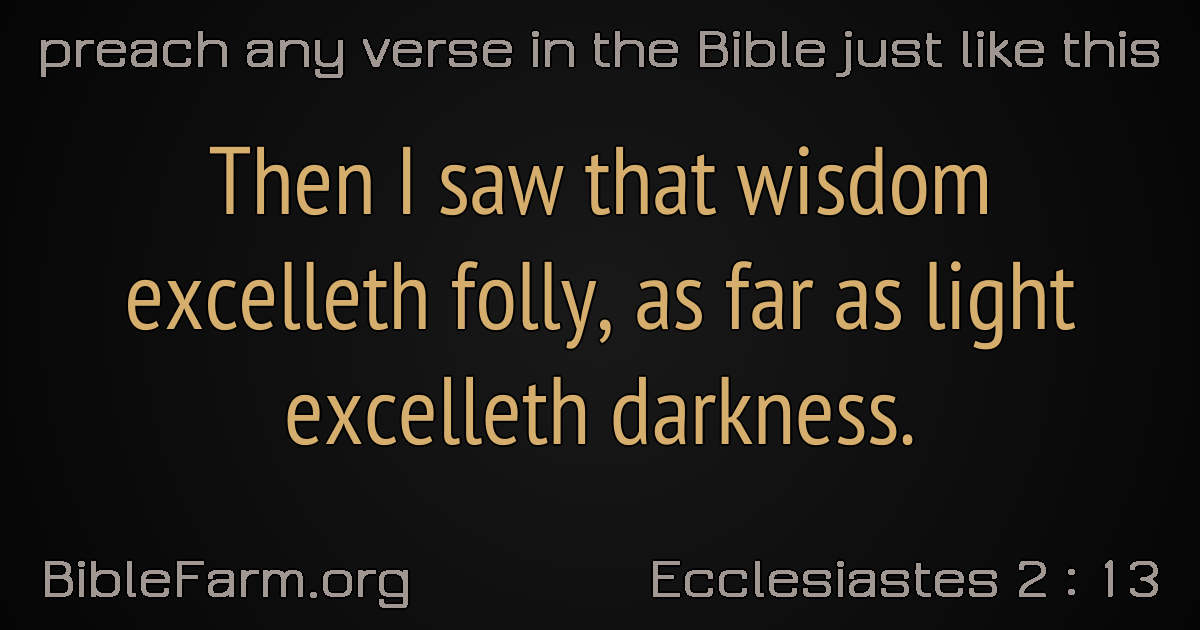 preach any verse in the Bible just like this
Then I saw that wisdom
excelleth folly, as far as light
excelleth darkness.
BibleFarm.org
Ecclesiastes 2 : 13